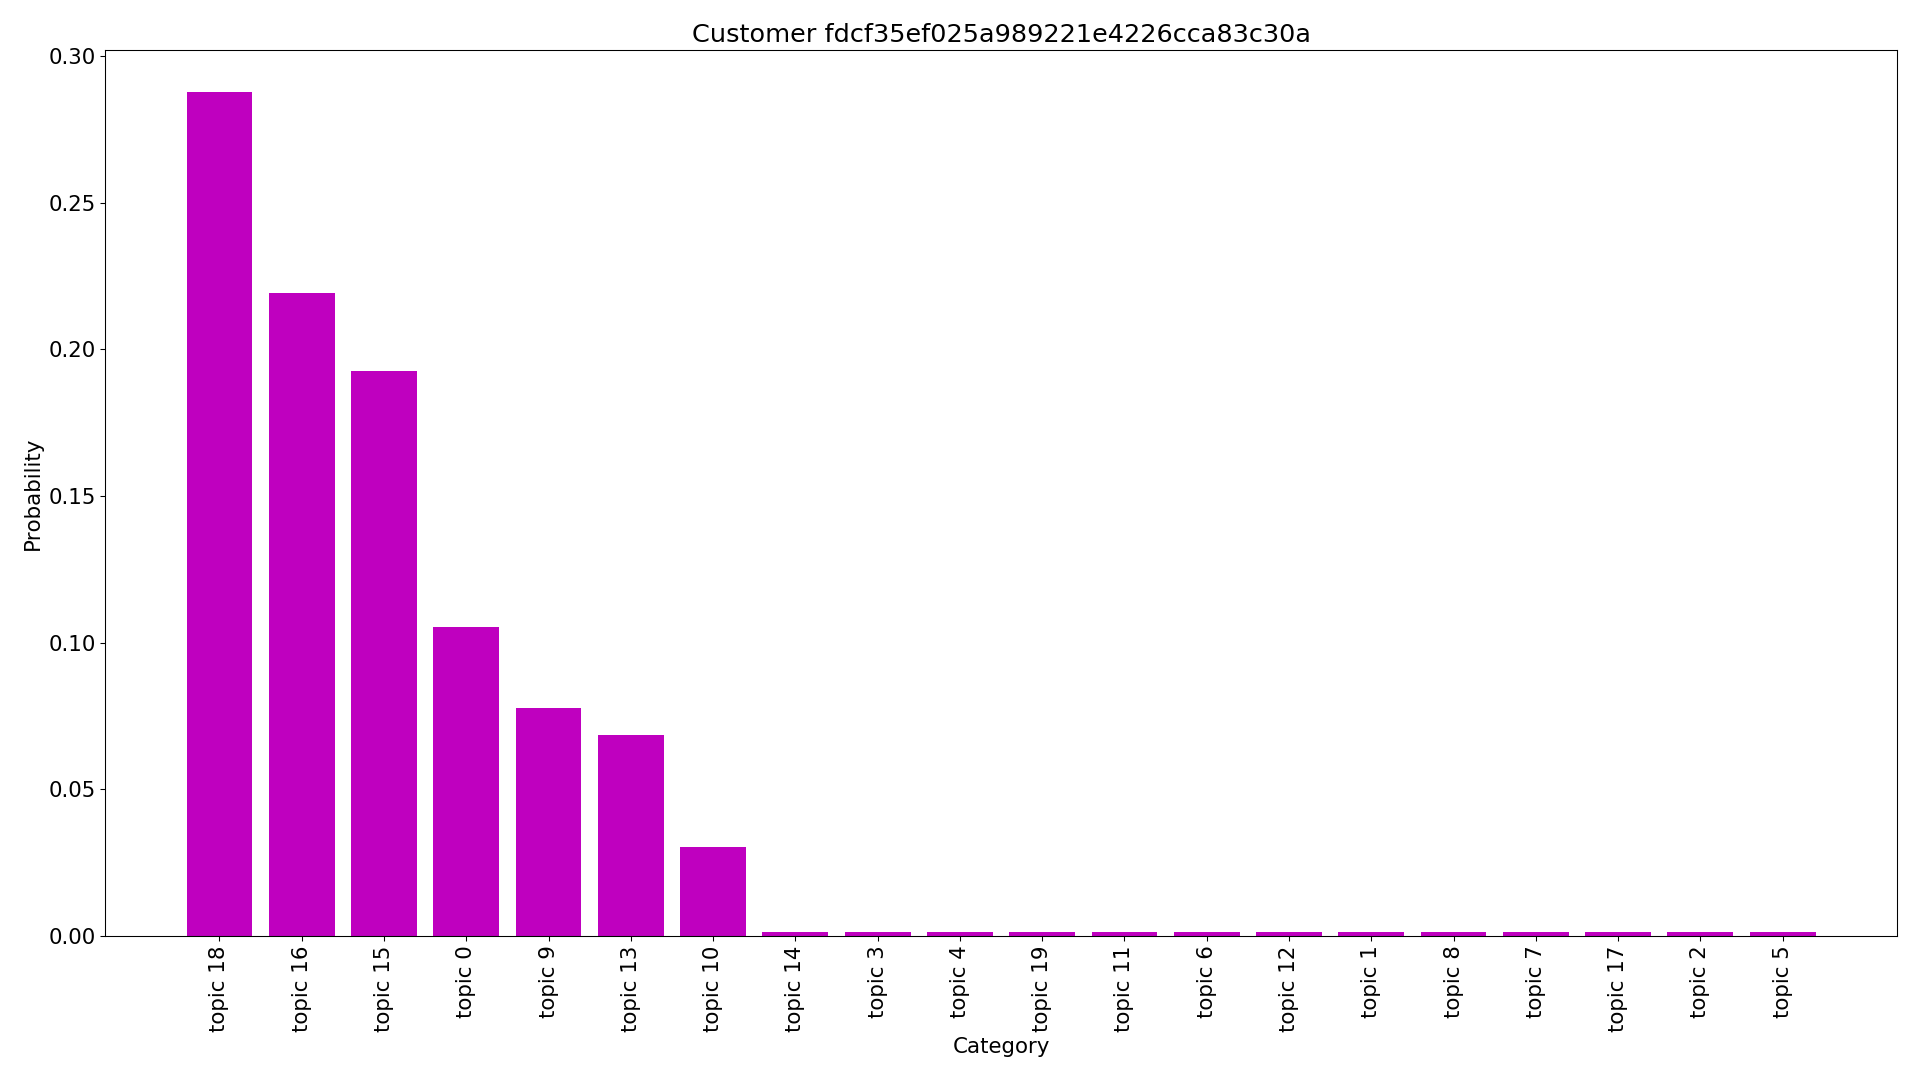 Customer fdcf35ef025a989221e4226cca83c30a
0.30
0.25
0.20
0.15
0.10
0.05
0.00
Probability
topic 18
topic 16
topic 15
topic 0
topic 9
topic 13
topic 10
topic 14
topic 3
topic 4
topic 19
topic 11
topic 6
topic 12
topic 1
topic 8
topic 7
topic 17
topic 2
topic 5
Category